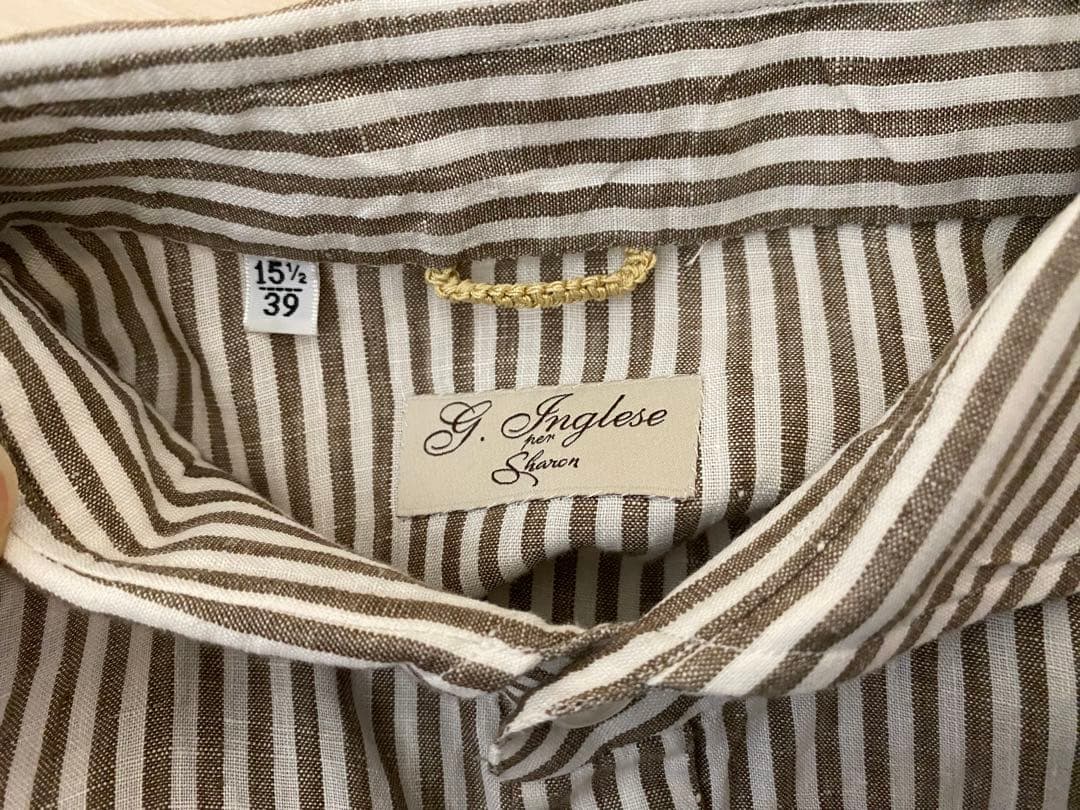 15½
39
G. Inglese
per
Sharon